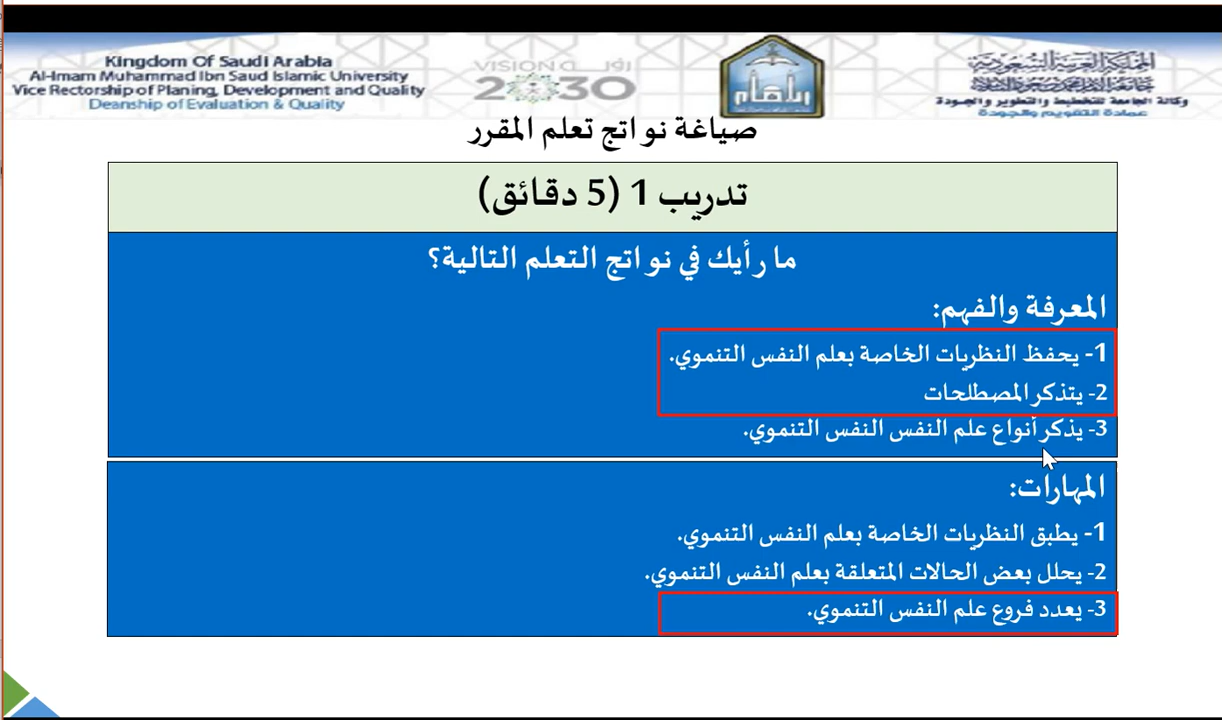 Kingdom Of Saudi Arabia
Al-Imam Muhammad Ibn Saud Islamic University
Vice Rectorship of Planing, Development and Quality
Deanship of Evaluation & Quality
VISION رؤية
2030
المملكة العربية السعودية
جامعة الإمام محمد بن سعود الإسلامية
وكالة الجامعة للتخطيط والتطوير والجودة
عمادة التقويم والجودة
صياغة نواتج تعلم المقرر
تدريب 1 (5 دقائق)
ما رأيك في نواتج التعلم التالية؟
المعرفة والفهم:
1- يحفظ النظريات الخاصة بعلم النفس التنموي.
2- يتذكر المصطلحات
3- يذكر أنواع علم النفس النفس التنموي.
المهارات:
1- يطبق النظريات الخاصة بعلم النفس التنموي.
2- يحلل بعض الحالات المتعلقة بعلم النفس التنموي.
3- يعدد فروع علم النفس التنموي.